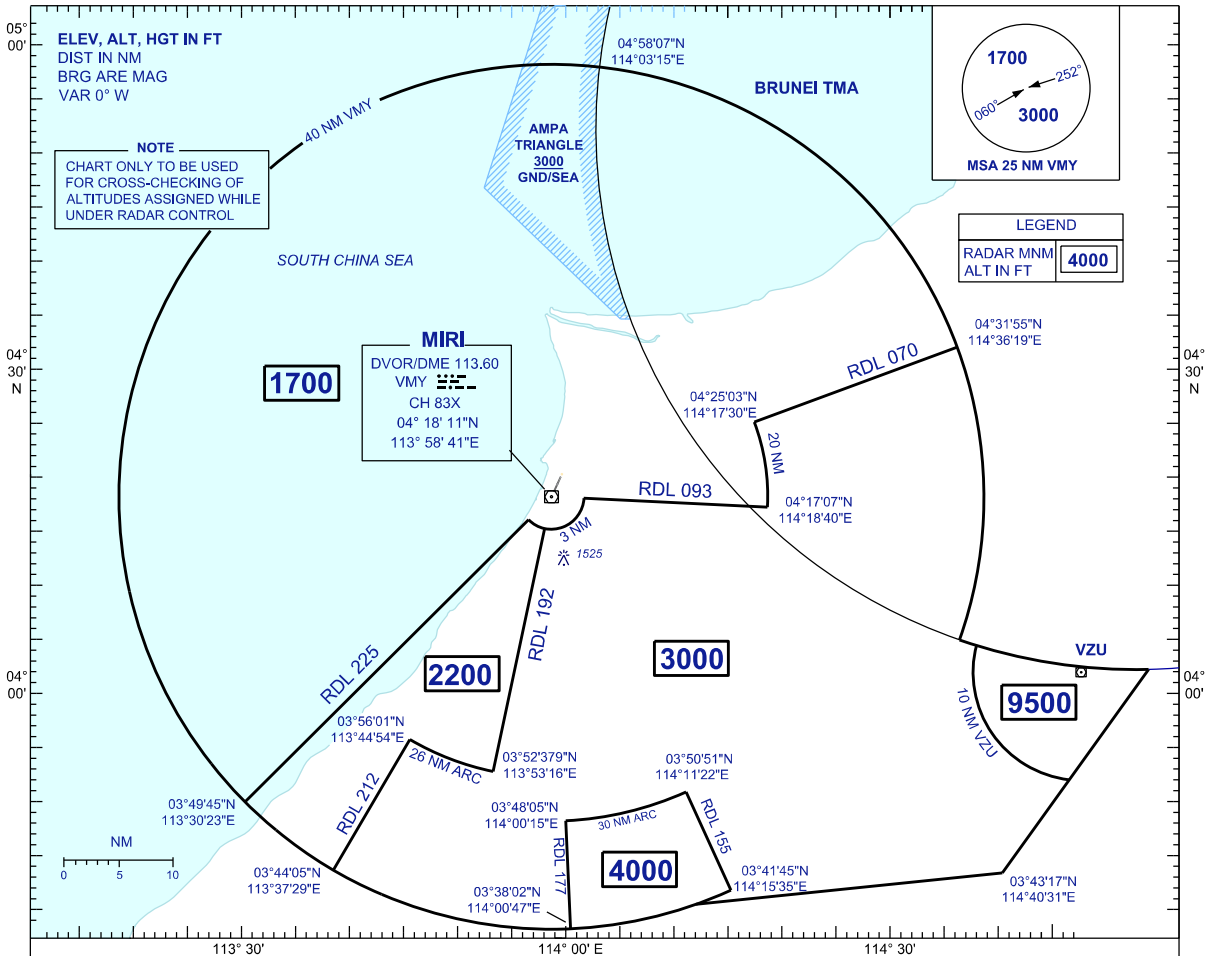 05°
00'
ELEV, ALT, HGT IN FT
DIST IN NM
BRG ARE MAG
VAR 0° W
NOTE
CHART ONLY TO BE USED
FOR CROSS-CHECKING OF
ALTITUDES ASSIGNED WHILE
UNDER RADAR CONTROL
40 NM VMY
04°58'07"N
114°03'15"E
BRUNEI TMA
AMPA
TRIANGLE
3000
GND/SEA
1700
060°
252°
3000
MSA 25 NM VMY
LEGEND
RADAR MNM
ALT IN FT
4000
SOUTH CHINA SEA
MIRI
DVOR/DME 113.60
VMY
CH 83X
04° 18' 11"N
113° 58' 41"E
04°
30'
N
1700
04°31'55"N
114°36'19"E
RDL 070
04°
30'
N
04°25'03"N
114°17'30"E
20 NM
RDL 093
04°17'07"N
114°18'40"E
3 NM
1525
RDL 192
RDL 225
2200
3000
VZU
04°
00'
04°
00'
9500
10 NM VZU
03°56'01"N
113°44'54"E
26 NM ARC
03°52'379"N
113°53'16"E
03°50'51"N
114°11'22"E
03°49'45"N
113°30'23"E
RDL 212
03°48'05"N
114°00'15"E
30 NM ARC
RDL 155
RDL 177
4000
NM
0 5 10
03°44'05"N
113°37'29"E
03°38'02"N
114°00'47"E
03°41'45"N
114°15'35"E
03°43'17"N
114°40'31"E
113° 30'
114° 00' E
114° 30'